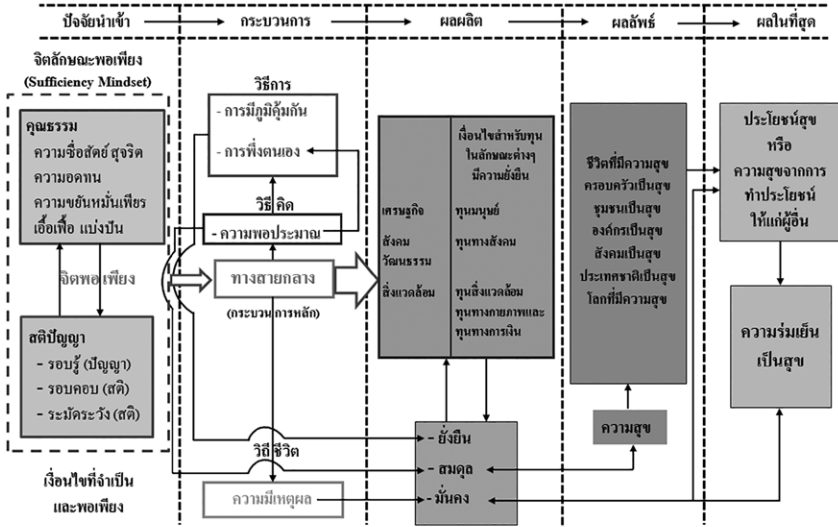 ปัจจัยนำเข้า
กระบวนการ
ผลผลิต
ผลลัพธ์
ผลในที่สุด
จิตลักษณะพอเพียง
(Sufficiency Mindset)
คุณธรรม
ความซื่อสัตย์ สุจริต
ความอดทน
ความขยันหมั่นเพียร
เอื้อเฟื้อ แบ่งปัน
จิตพอเพียง
สติปัญญา
- รอบรู้ (ปัญญา)
- รอบคอบ (สติ)
- ระมัดระวัง (สติ)
เงื่อนไขที่จำเป็น
และพอเพียง
วิธีการ
- การมีภูมิคุ้มกัน
- การพึ่งตนเอง
วิธีคิด
- ความพอประมาณ
ทางสายกลาง
(กระบวนการหลัก)
วิถีชีวิต
ความมีเหตุผล
เศรษฐกิจ
สังคม
วัฒนธรรม
สิ่งแวดล้อม
เงื่อนไขสำหรับทุน
ในลักษณะต่างๆ
มีความยั่งยืน
ทุนมนุษย์
ทุนทางสังคม
ทุนสิ่งแวดล้อม
ทุนทางกายภาพและ
ทุนทางการเงิน
- ยั่งยืน
- สมดุล
- มั่นคง
ชีวิตที่มีความสุข
ครอบครัวเป็นสุข
ชุมชนเป็นสุข
องค์กรเป็นสุข
สังคมเป็นสุข
ประเทศชาติเป็นสุข
โลกที่มีความสุข
ความสุข
ประโยชน์สุข
หรือ
ความสุขจากการ
ทำประโยชน์
ให้แก่ผู้อื่น
ความร่มเย็น
เป็นสุข